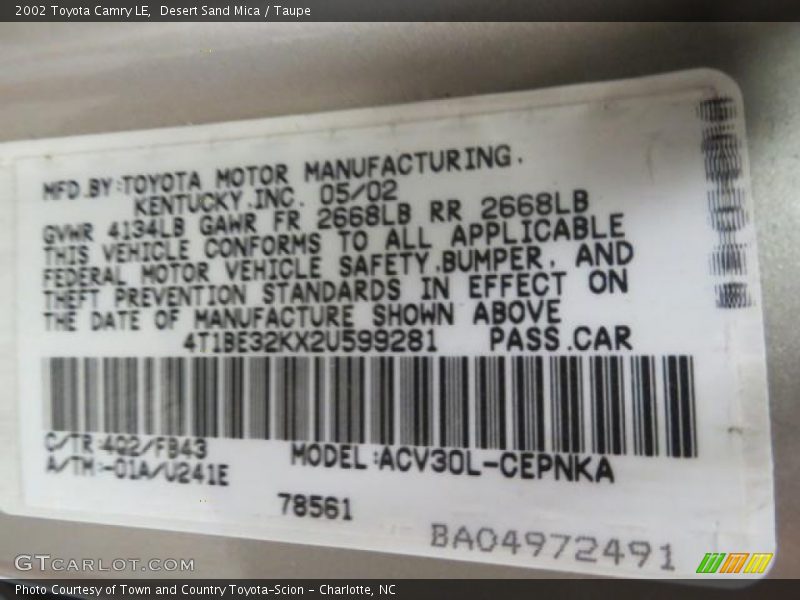 2002 Toyota Camry LE, Desert Sand Mica / Taupe
MFD.BY:TOYOTA MOTOR MANUFACTURING.
KENTUCKY,INC. 05/02
GVWR 4134LB GAWR FR 2668LB RR 2668LB
THIS VEHICLE CONFORMS TO ALL APPLICABLE
FEDERAL MOTOR VEHICLE SAFETY,BUMPER, AND
THEFT PREVENTION STANDARDS IN EFFECT ON
THE DATE OF MANUFACTURE SHOWN ABOVE
4T1BE32KX2U599281 PASS.CAR
C/TR:4Q2/FB43
A/TM:-01A/U241E
MODEL:ACV30L-CEPNKA
78561
BA04972491
GTCARLOT.COM
Photo Courtesy of Town and Country Toyota-Scion - Charlotte, NC